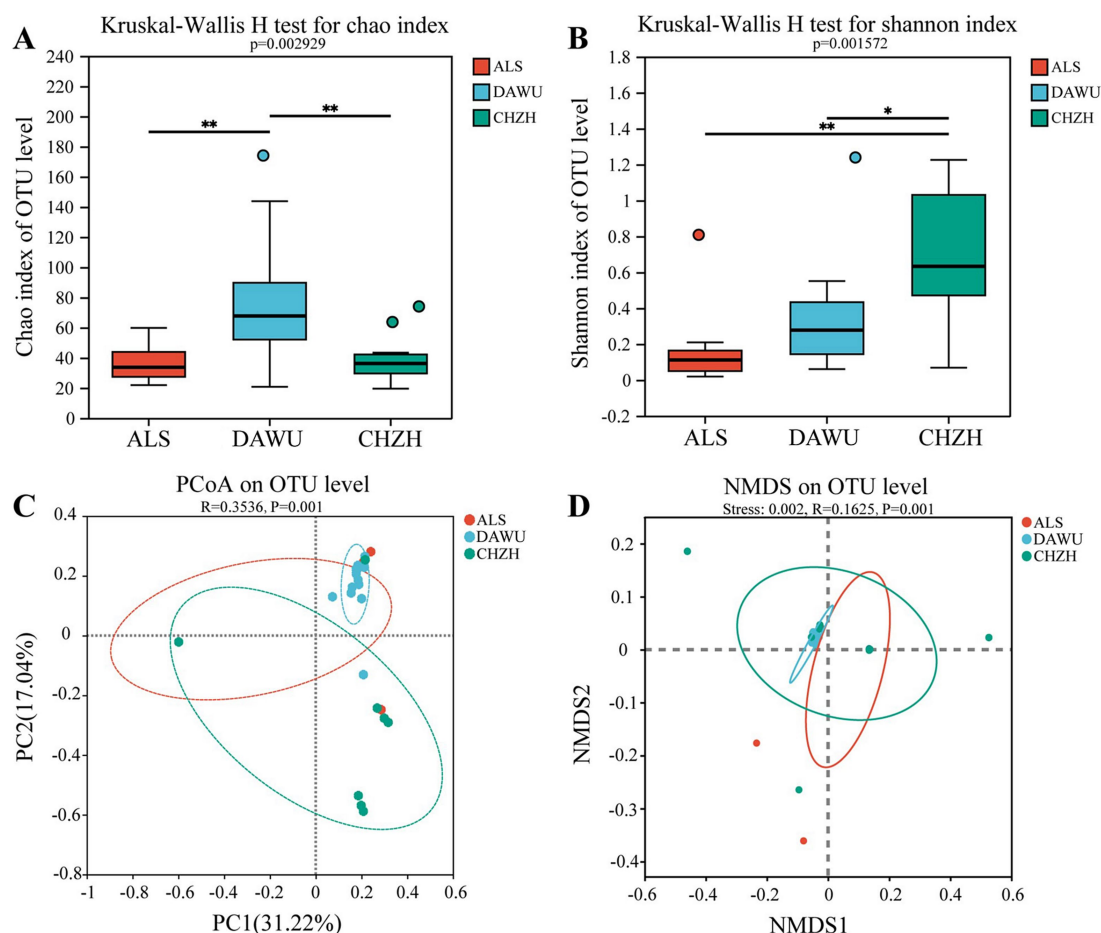 A
Kruskal-Wallis H test for chao index
p=0.002929
Chao index of OTU level
240
220
200
180
160
140
120
100
80
60
40
20
0
**
**
ALS
DAWU
CHZH
ALS
DAWU
CHZH
B
Kruskal-Wallis H test for shannon index
p=0.001572
Shannon index of OTU level
1.8
1.6
1.4
1.2
1
0.8
0.6
0.4
0.2
0
-0.2
*
**
ALS
DAWU
CHZH
ALS
DAWU
CHZH
C
PCoA on OTU level
R=0.3536, P=0.001
PC2(17.04%)
0.4
0.2
0
-0.2
-0.4
-0.6
-0.8
-1
-0.8
-0.6
-0.4
-0.2
0
0.2
0.4
0.6
PC1(31.22%)
ALS
DAWU
CHZH
D
NMDS on OTU level
Stress: 0.002, R=0.1625, P=0.001
NMDS2
0.2
0.1
0
-0.1
-0.2
-0.3
-0.4
-0.6
-0.4
-0.2
0
0.2
0.4
0.6
NMDS1
ALS
DAWU
CHZH